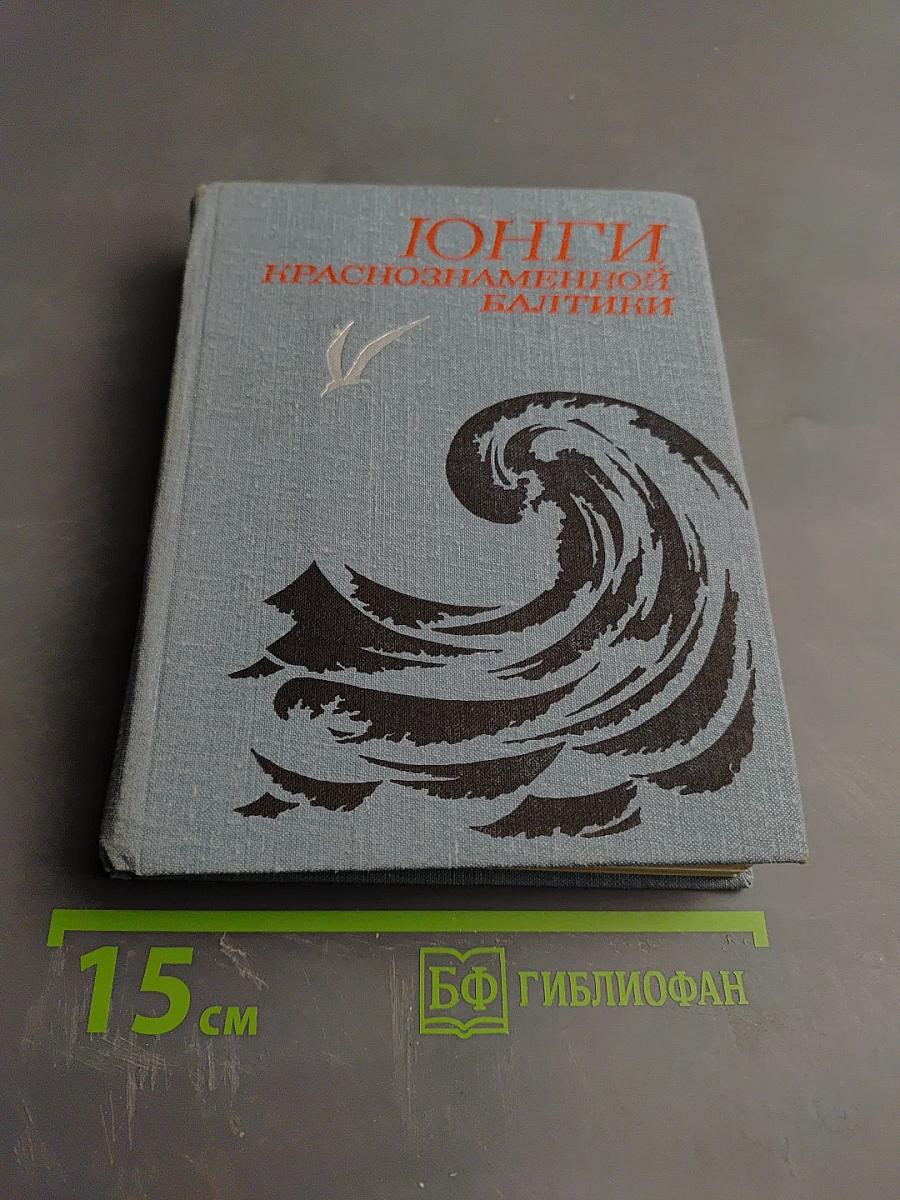 ЮНГИ
КРАСНОЗНАМЕННОЙ
БАЛТИКИ
15 см
БФ ГИБЛИОФАН